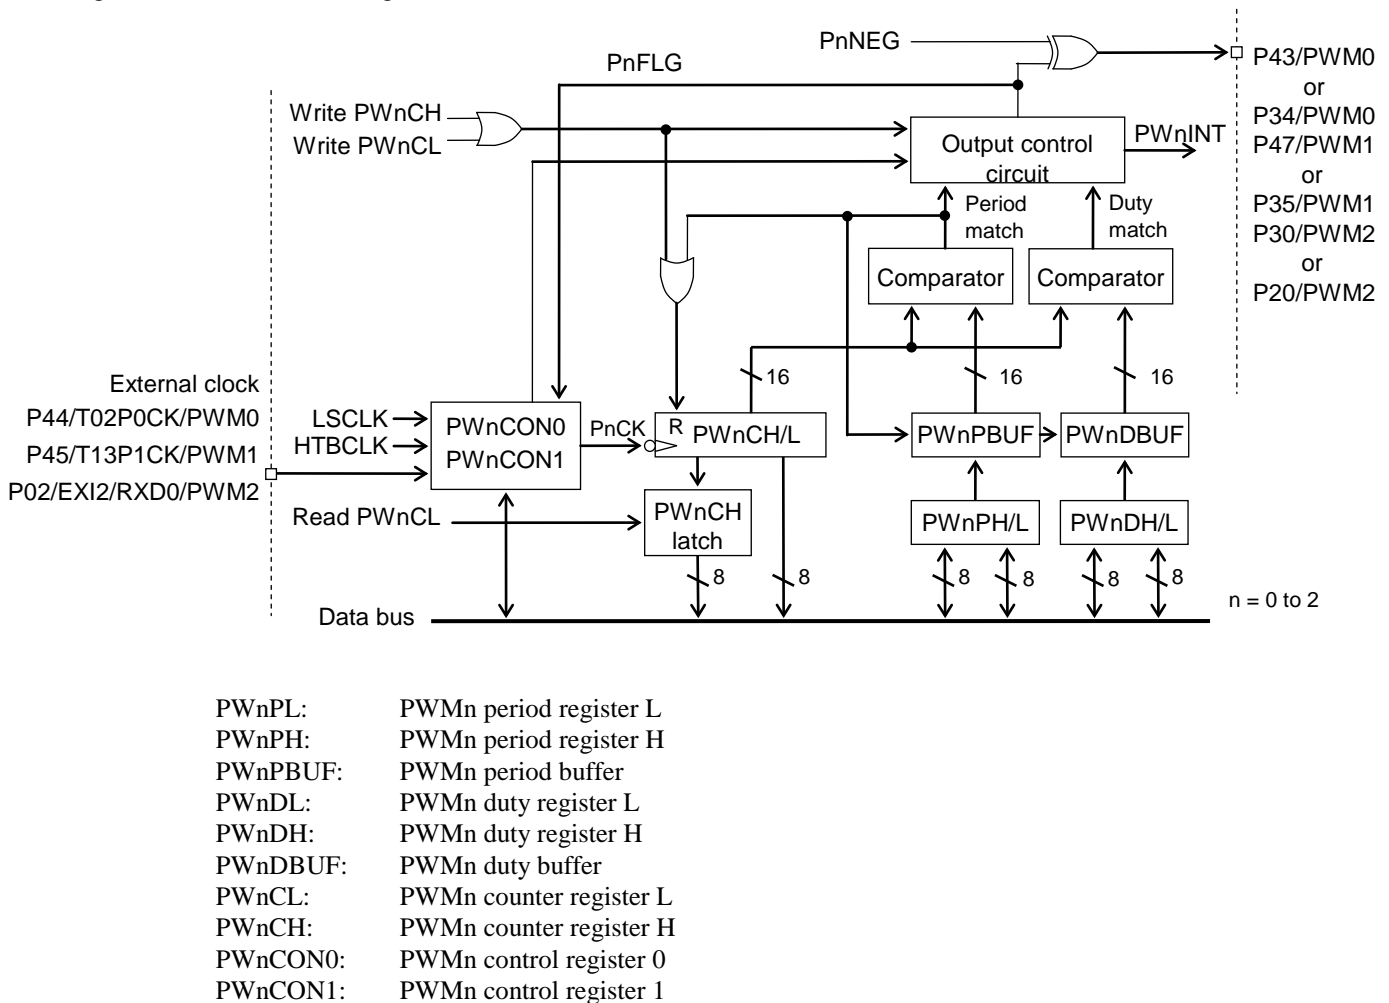 PnNEG
PnFLG
P43/PWM0
or
P34/PWM0
P47/PWM1
or
P35/PWM1
P30/PWM2
or
P20/PWM2
Write PWnCH
Write PWnCL
Output control
circuit
PWnINT
Period
match
Duty
match
Comparator
Comparator
External clock
P44/T02P0CK/PWM0
P45/T13P1CK/PWM1
P02/EXI2/RXD0/PWM2
LSCLK
HTBCLK
PWnCON0
PWnCON1
PnCK
R
PWnCH/L
16
16
16
PWnPBUF
PWnDBUF
Read PWnCL
PWnCH
latch
PWnPH/L
PWnDH/L
8
8
8
8
8
8
Data bus
n = 0 to 2
PWnPL: PWMn period register L
PWnPH: PWMn period register H
PWnPBUF: PWMn period buffer
PWnDL: PWMn duty register L
PWnDH: PWMn duty register H
PWnDBUF: PWMn duty buffer
PWnCL: PWMn counter register L
PWnCH: PWMn counter register H
PWnCON0: PWMn control register 0
PWnCON1: PWMn control register 1